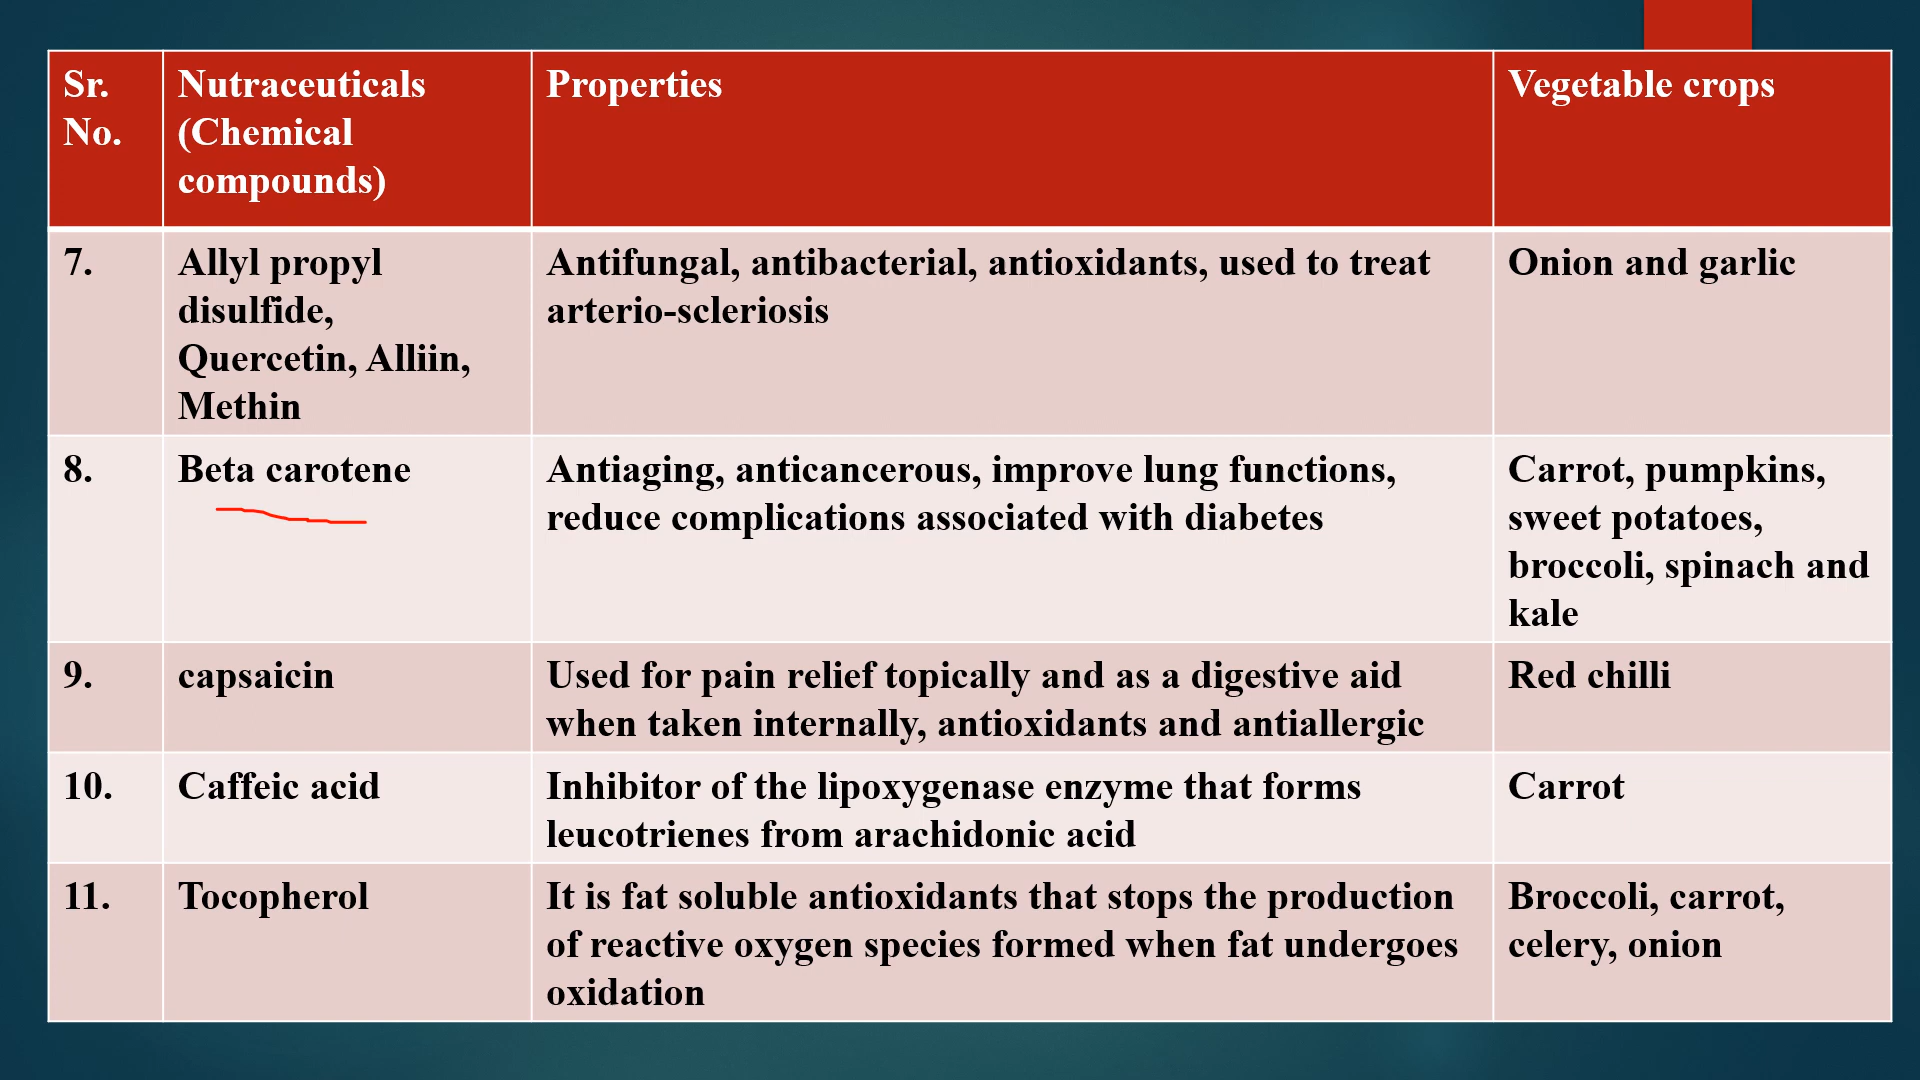 Sr.
No.
Nutraceuticals
(Chemical
compounds)
Properties
Vegetable crops
7.
Allyl propyl
disulfide,
Quercetin, Alliin,
Methin
Antifungal, antibacterial, antioxidants, used to treat
arterio-scleriosis
Onion and garlic
8.
Beta carotene
Antiaging, anticancerous, improve lung functions,
reduce complications associated with diabetes
Carrot, pumpkins,
sweet potatoes,
broccoli, spinach and
kale
9.
capsaicin
Used for pain relief topically and as a digestive aid
when taken internally, antioxidants and antiallergic
Red chilli
10.
Caffeic acid
Inhibitor of the lipoxygenase enzyme that forms
leucotrienes from arachidonic acid
Carrot
11.
Tocopherol
It is fat soluble antioxidants that stops the production
of reactive oxygen species formed when fat undergoes
oxidation
Broccoli, carrot,
celery, onion